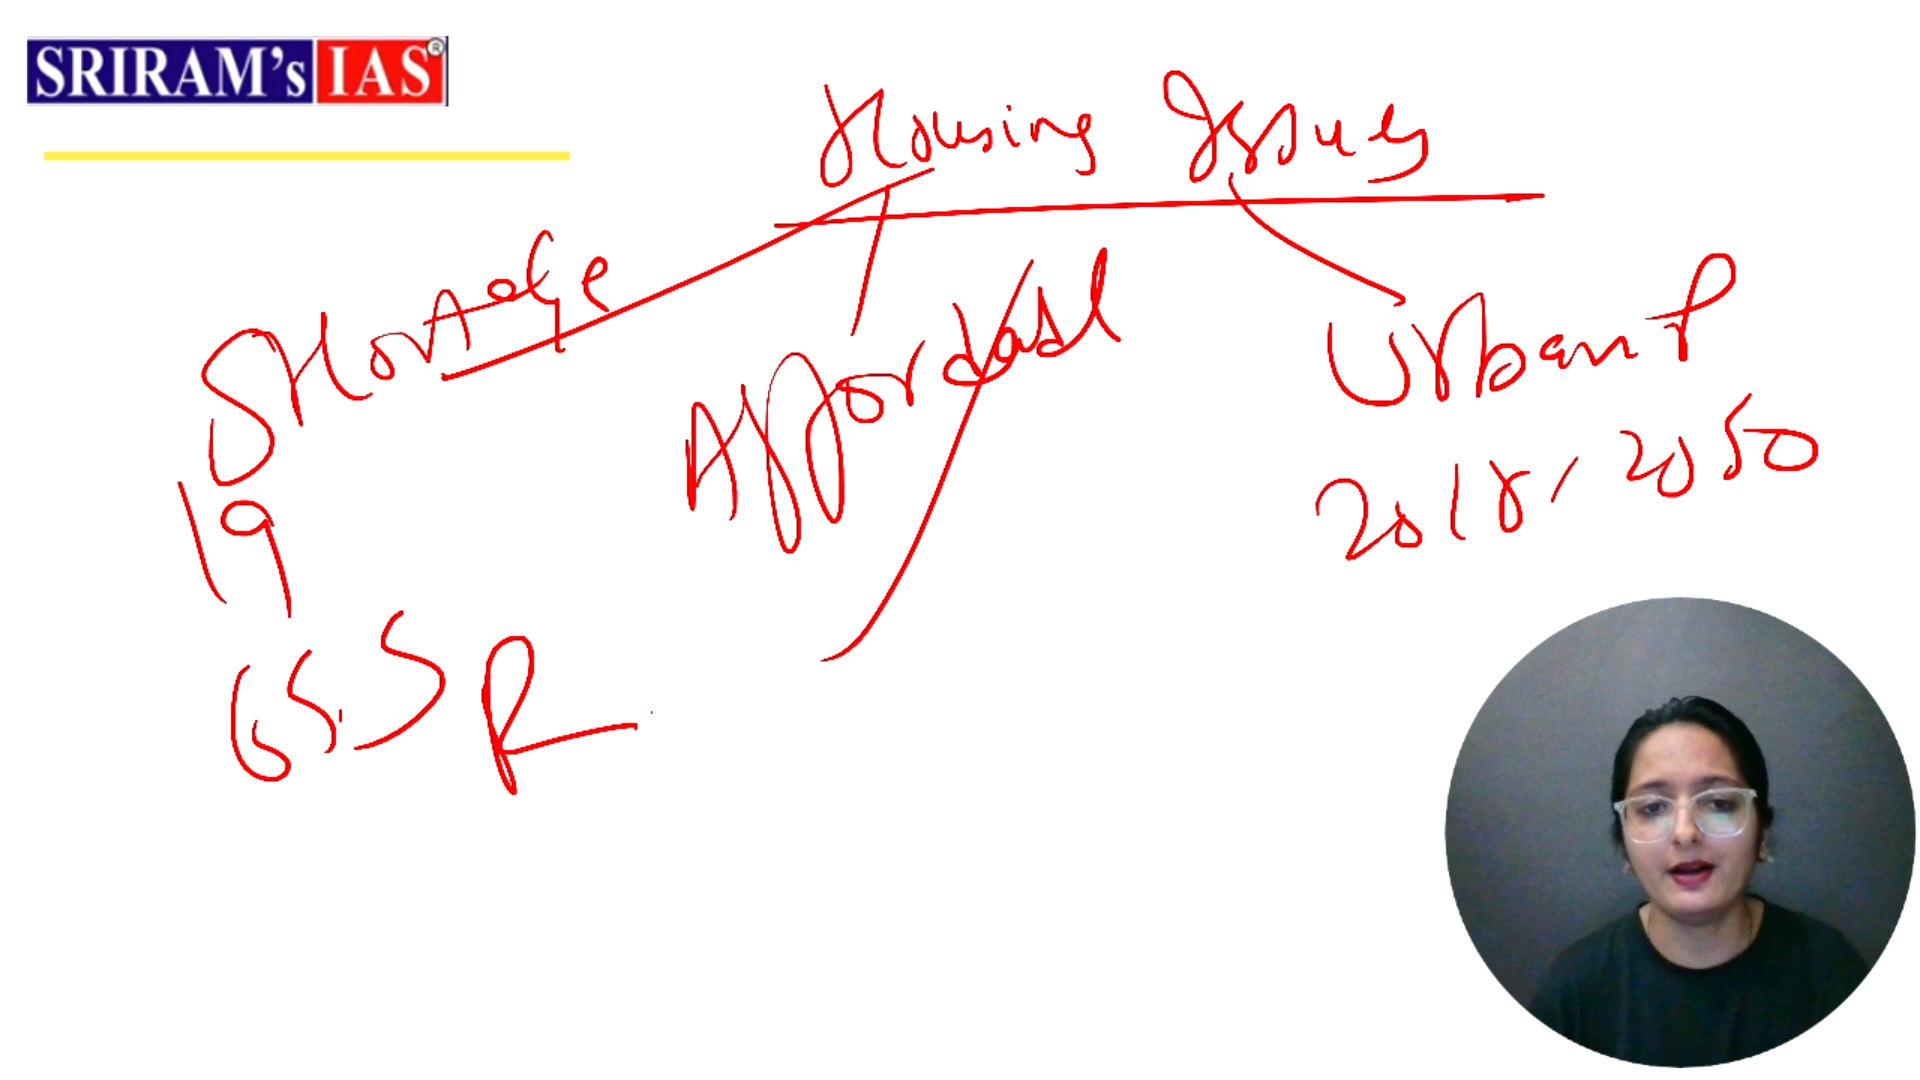 SRIRAM's IAS®
Housing Issues
Shortage
Affordabl
Urban P
19
2018, 2050
65.5 R